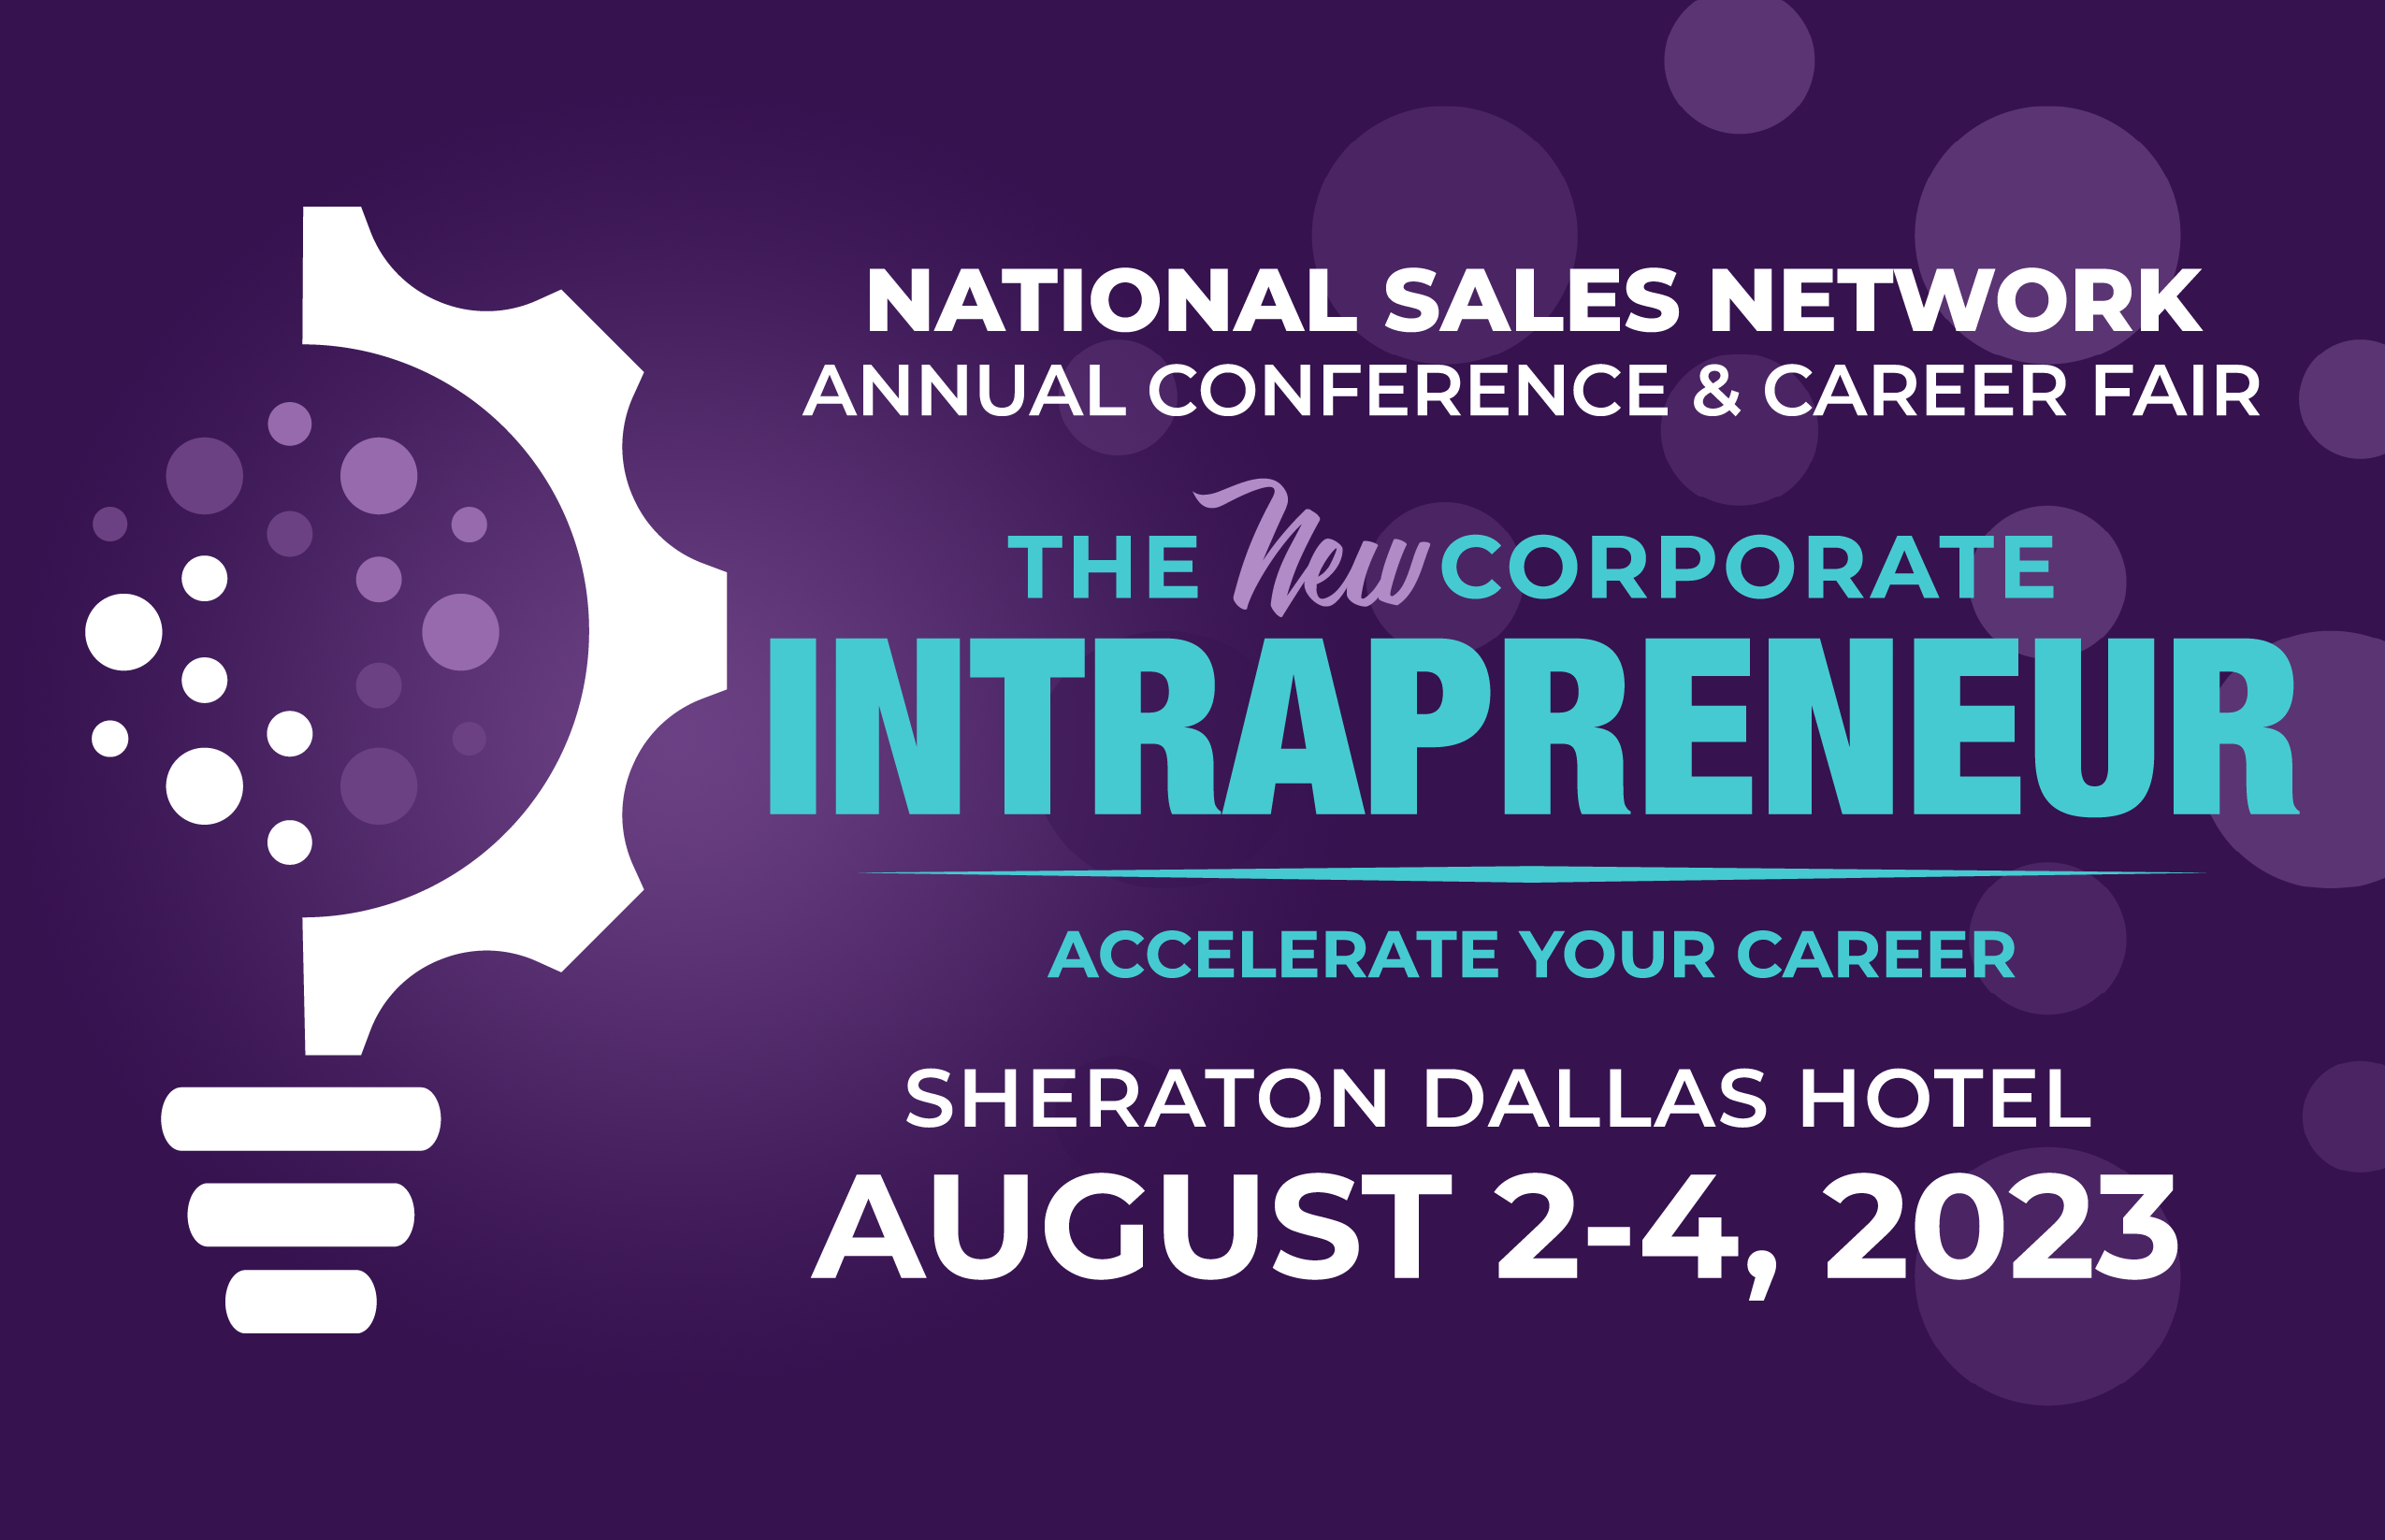 NATIONAL SALES NETWORK
ANNUAL CONFERENCE & CAREER FAIR
THE New CORPORATE
INTRAPRENEUR
ACCELERATE YOUR CAREER
SHERATON DALLAS HOTEL
AUGUST 2-4, 2023